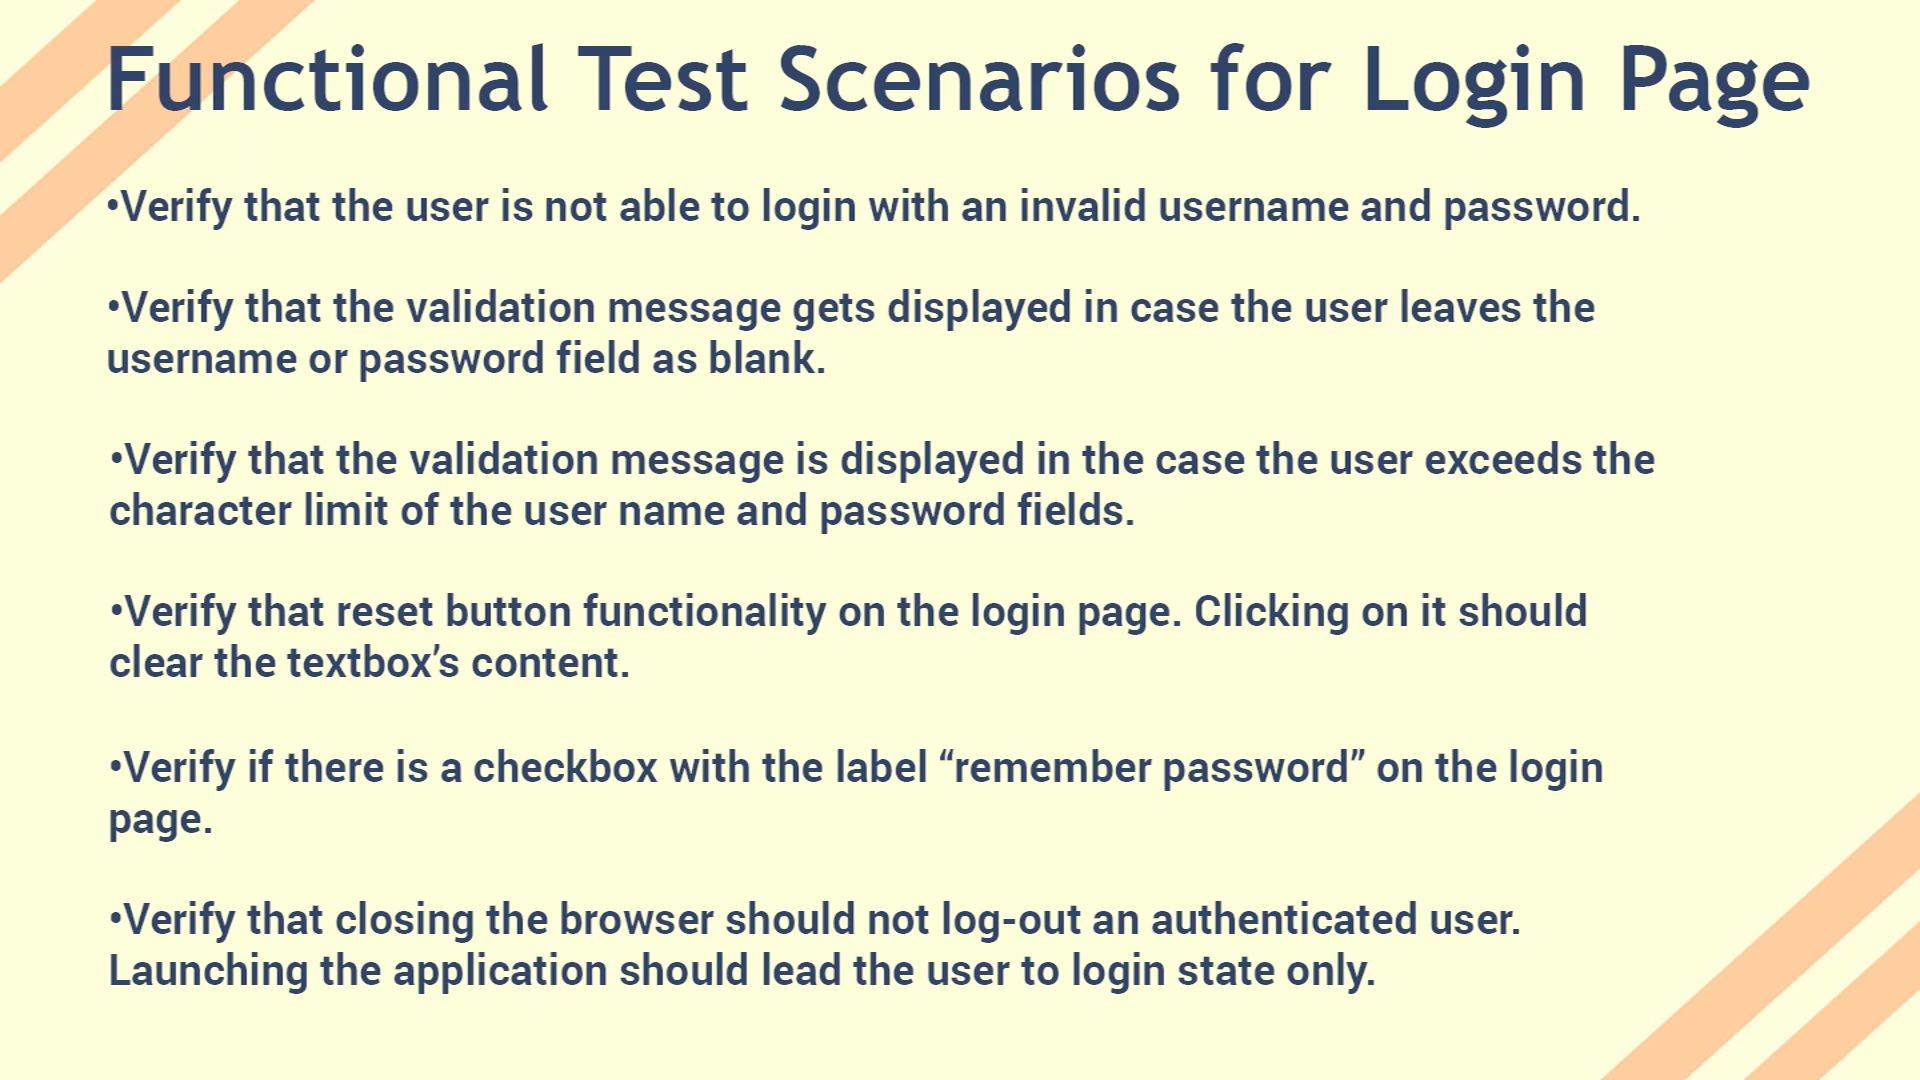 Functional Test Scenarios for Login Page
•Verify that the user is not able to login with an invalid username and password.
•Verify that the validation message gets displayed in case the user leaves the
username or password field as blank.
•Verify that the validation message is displayed in the case the user exceeds the
character limit of the user name and password fields.
•Verify that reset button functionality on the login page. Clicking on it should
clear the textbox’s content.
•Verify if there is a checkbox with the label “remember password” on the login
page.
•Verify that closing the browser should not log-out an authenticated user.
Launching the application should lead the user to login state only.